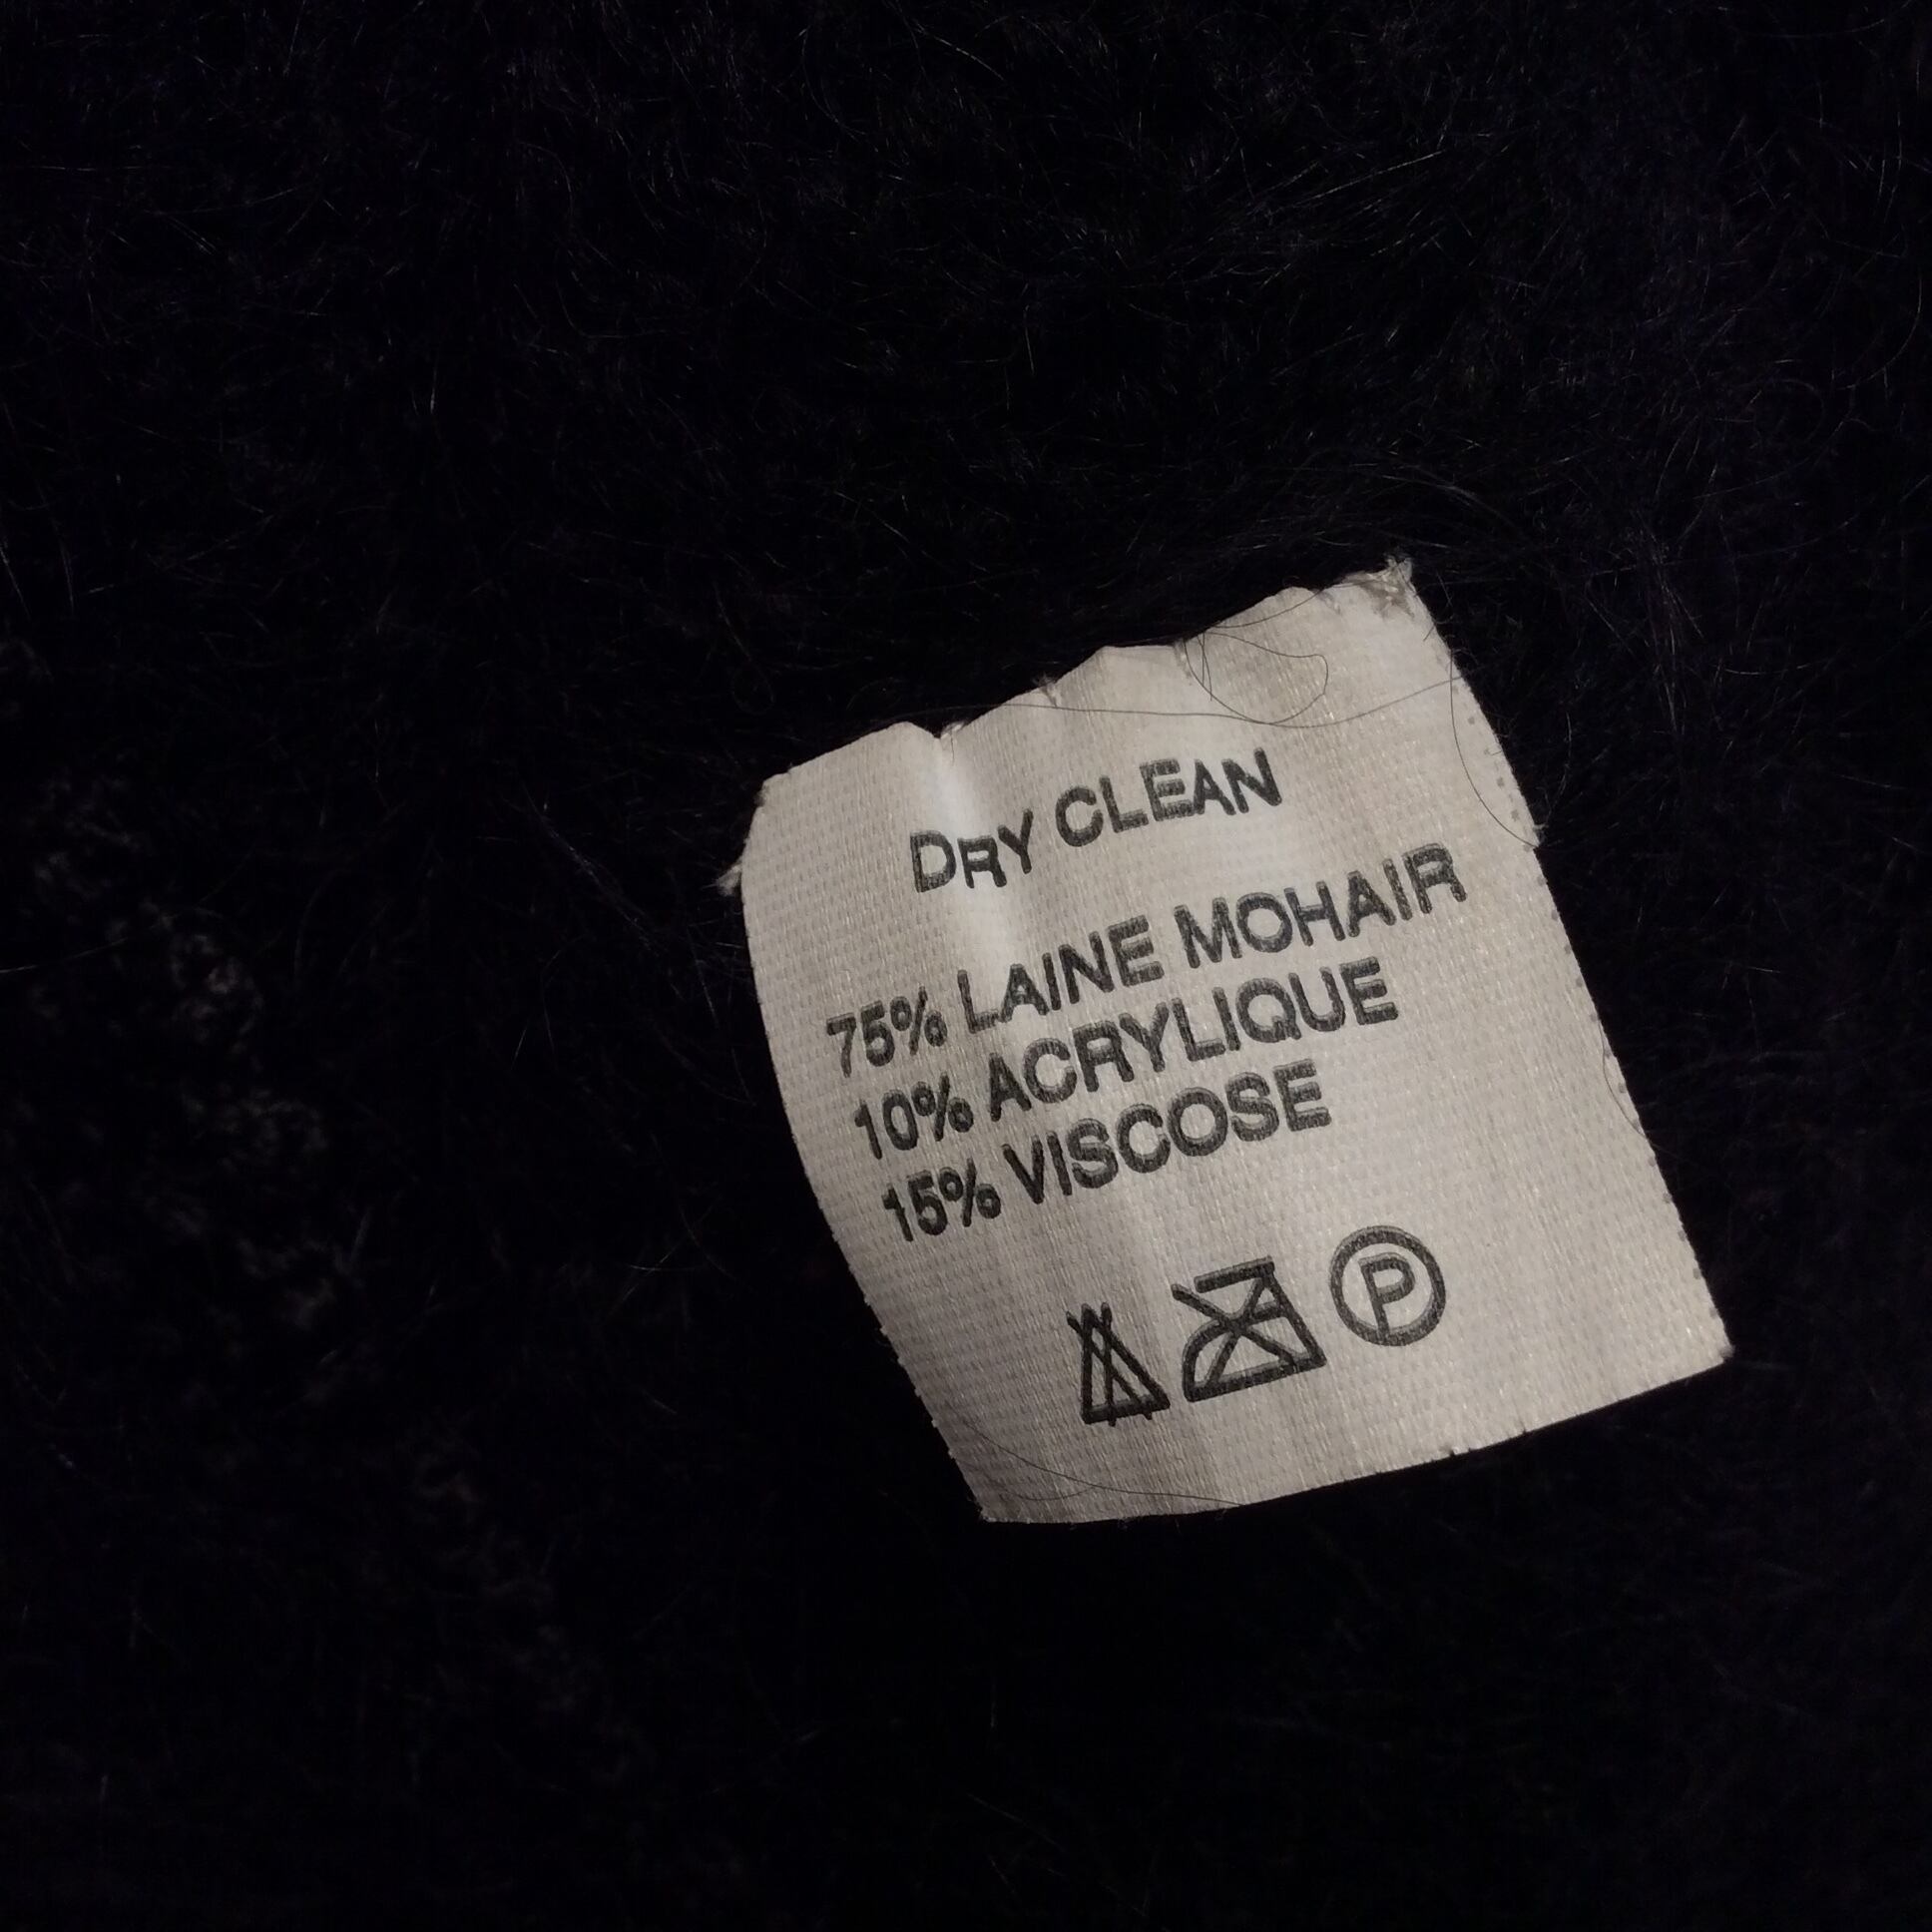 DRY CLEAN
75% LAINE MOHAIR
10% ACRYLIQUE
15% VISCOSE
P